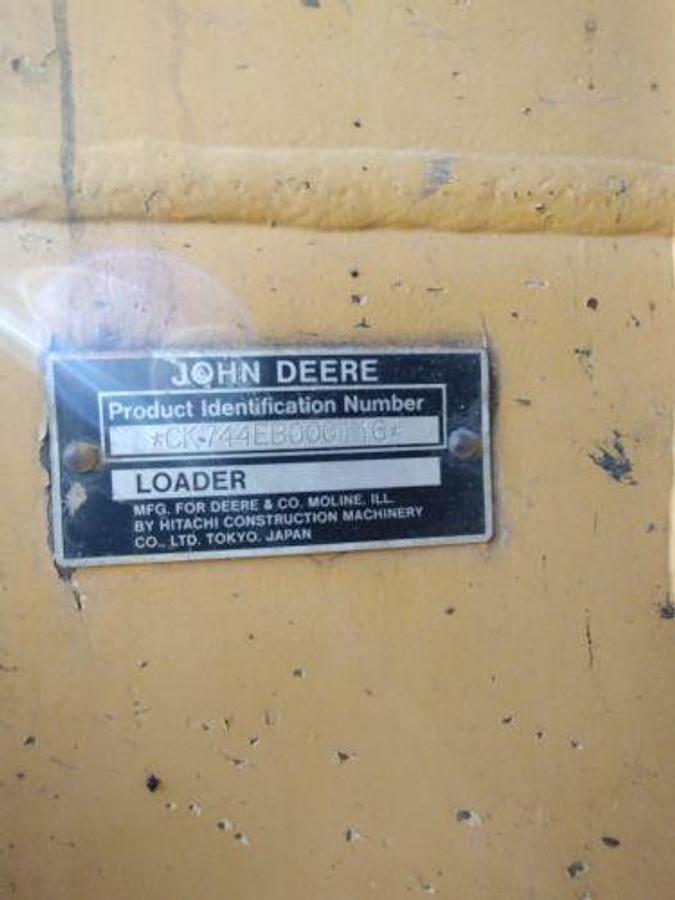 JOHN DEERE
Product Identification Number
LOADER
MFG. FOR DEERE & CO. MOLINE. ILL.
BY HITACHI CONSTRUCTION MACHINERY
CO., LTD. TOKYO. JAPAN